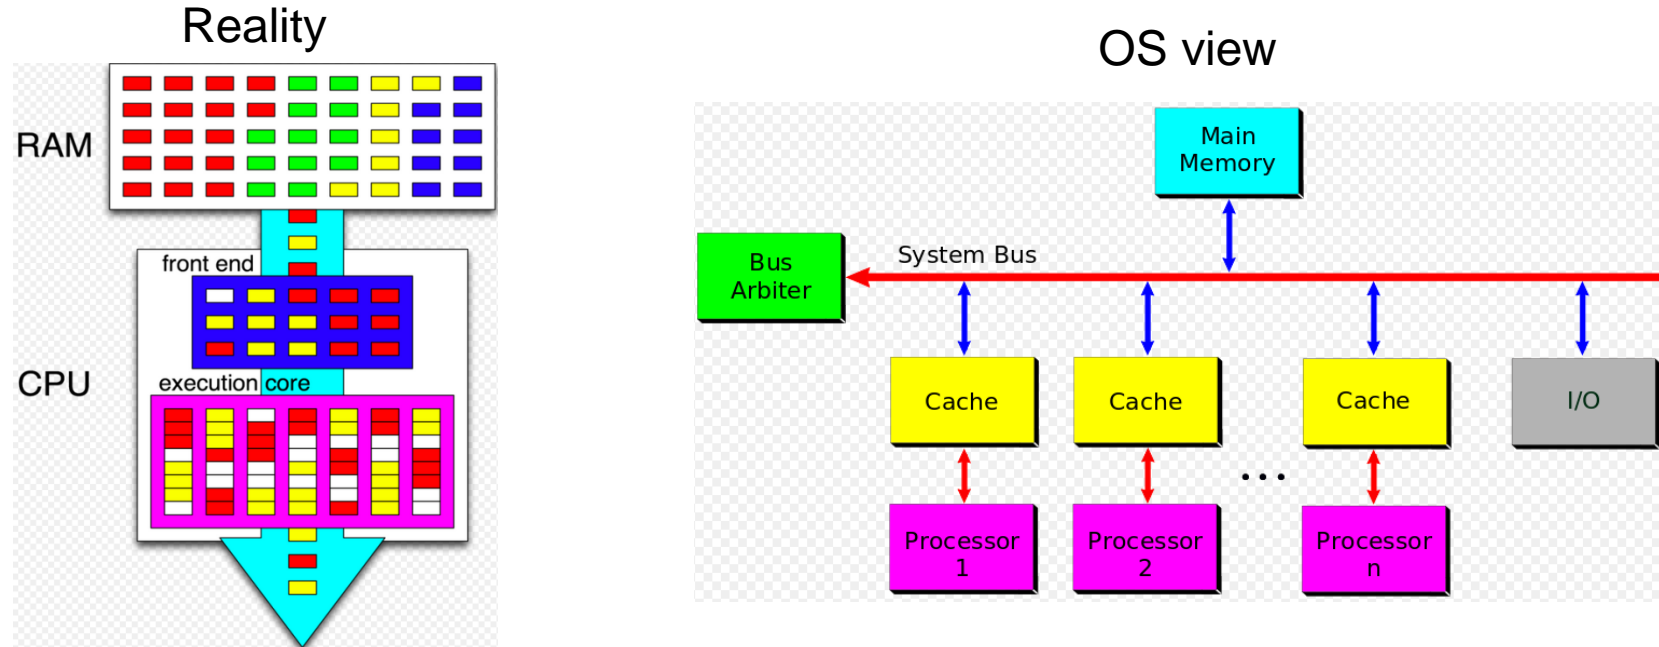 Reality
RAM
front end
CPU
execution core
OS view
Main
Memory
System Bus
Bus
Arbiter
Cache
Cache
Cache
I/O
...
Processor
1
Processor
2
Processor
n